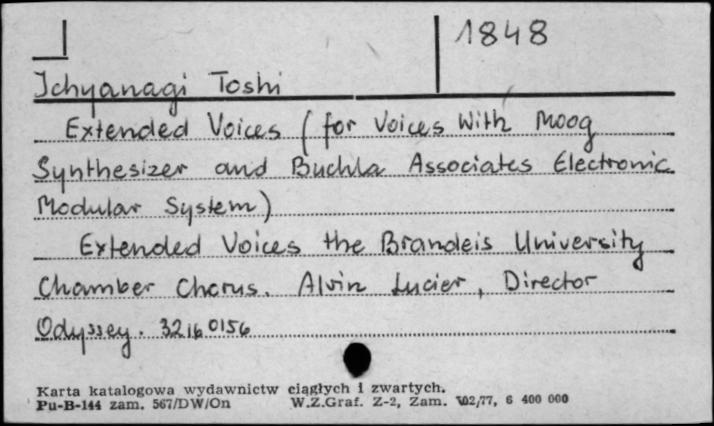 1848
Ichyanagi Toshi
Extended Voices (for Voices With Moog
Synthesizer and Buchla Associates Electronic
Modular System)
Extended Voices the Brandeis University
Chamber Chorus. Alvin Lucier, Director
Odyssey. 32160156
Karta katalogowa wydawnictw ciągłych i zwartych.
Pu-B-144 zam. 567/DW/On W.Z.Graf. Z-2, Zam. 102/77, 6 400 000